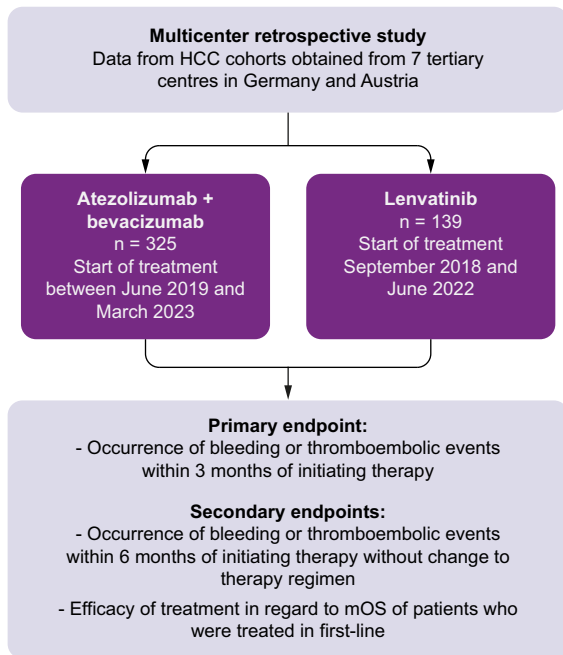 Multicenter retrospective study
Data from HCC cohorts obtained from 7 tertiary
centres in Germany and Austria
Atezolizumab +
bevacizumab
n = 325
Start of treatment
between June 2019 and
March 2023
Lenvatinib
n = 139
Start of treatment
September 2018 and
June 2022
Primary endpoint:
- Occurrence of bleeding or thromboembolic events
within 3 months of initiating therapy
Secondary endpoints:
- Occurrence of bleeding or thromboembolic events
within 6 months of initiating therapy without change to
therapy regimen
- Efficacy of treatment in regard to mOS of patients who
were treated in first-line